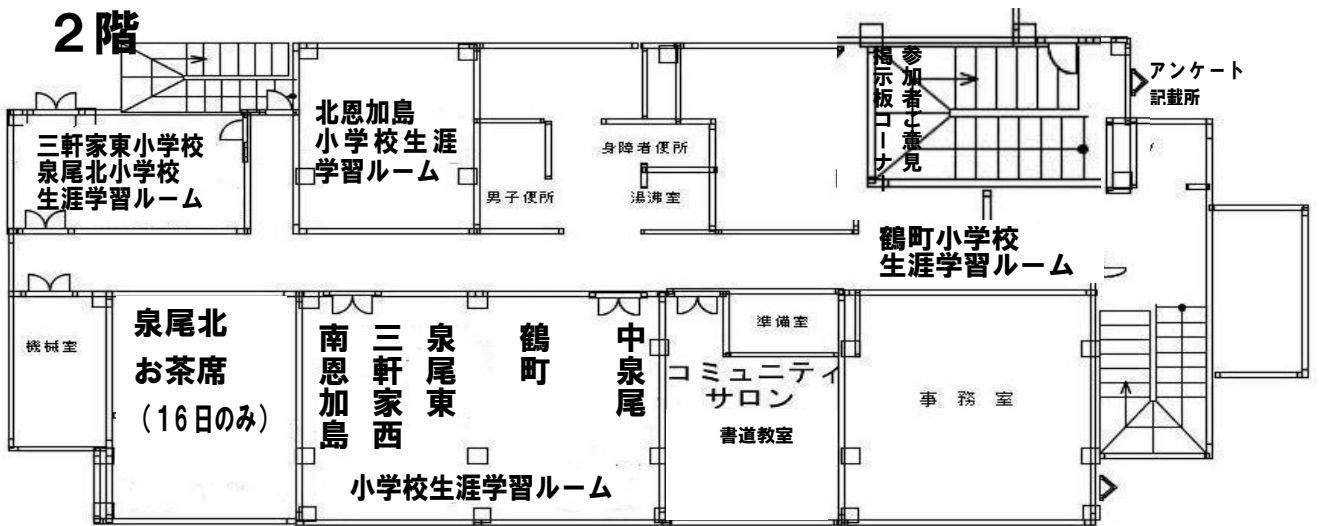 ２階
三軒家東小学校
泉尾北小学校
生涯学習ルーム
北恩加島
小学校生涯
学習ルーム
男子便所
身障者便所
湯沸室
参加者ご意見
掲示板コーナー
アンケート
記載所
鶴町小学校
生涯学習ルーム
機械室
泉尾北
お茶席
（16日のみ）
南恩加島
三軒家西
泉尾東
鶴町
中泉尾
小学校生涯学習ルーム
準備室
コミュニティ
サロン
書道教室
事務室